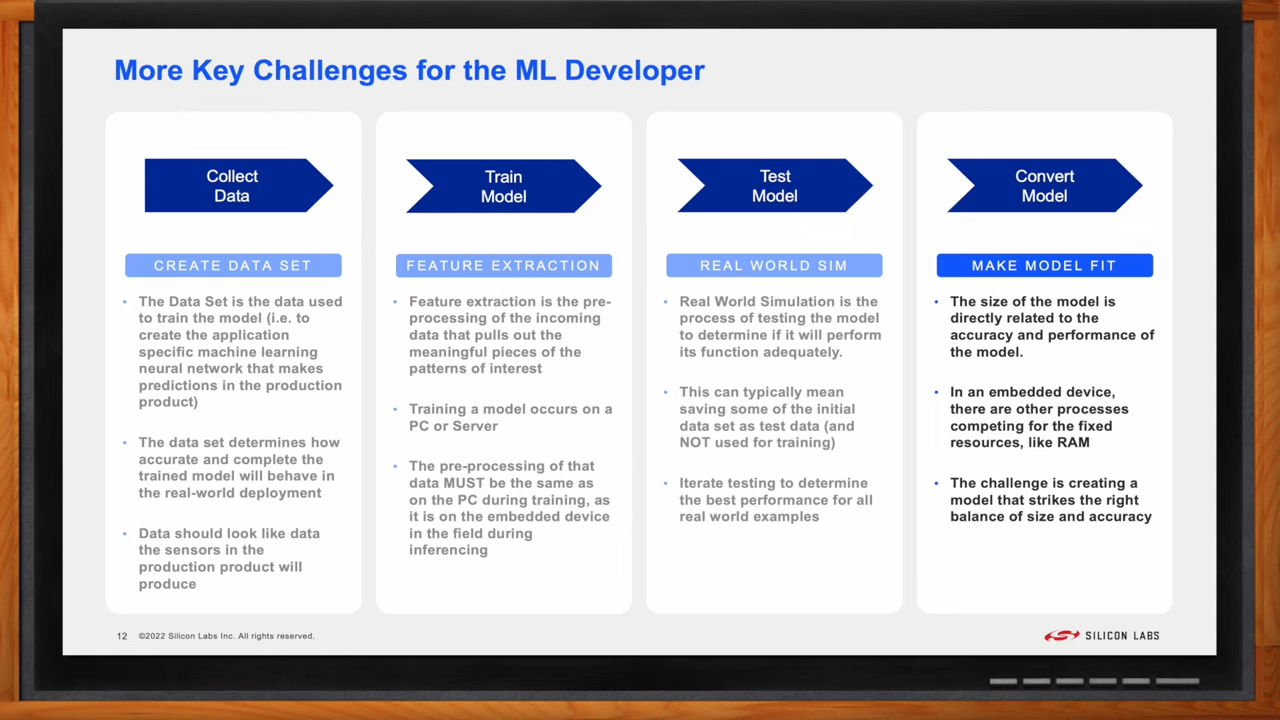 More Key Challenges for the ML Developer
Collect
Data
CREATE DATA SET
• The Data Set is the data used
to train the model (i.e. to
create the application
specific machine learning
neural network that makes
predictions in the production
product)
• The data set determines how
accurate and complete the
trained model will behave in
the real-world deployment
• Data should look like data
the sensors in the
production product will
produce
Train
Model
FEATURE EXTRACTION
• Feature extraction is the pre-
processing of the incoming
data that pulls out the
meaningful pieces of the
patterns of interest
• Training a model occurs on a
PC or Server
• The pre-processing of that
data MUST be the same as
on the PC during training, as
it is on the embedded device
in the field during
inferencing
Test
Model
REAL WORLD SIM
• Real World Simulation is the
process of testing the model
to determine if it will perform
its function adequately.
• This can typically mean
saving some of the initial
data set as test data (and
NOT used for training)
• Iterate testing to determine
the best performance for all
real world examples
Convert
Model
MAKE MODEL FIT
• The size of the model is
directly related to the
accuracy and performance of
the model.
• In an embedded device,
there are other processes
competing for the fixed
resources, like RAM
• The challenge is creating a
model that strikes the right
balance of size and accuracy
12 ©2022 Silicon Labs Inc. All rights reserved.
SILICON LABS